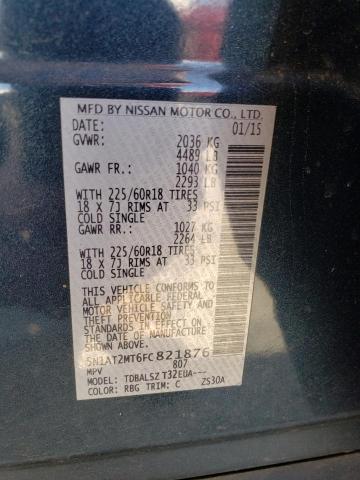 MFD BY NISSAN MOTOR CO., LTD.
DATE: 01/15
GVWR: 2036 KG
4489 LB
GAWR FR.: 1040 KG
2293 LB
WITH 225/60R18 TIRES
18 X 7J RIMS AT 33 PSI
COLD SINGLE
GAWR RR.: 1027 KG
2264 LB
WITH 225/60R18 TIRES
18 X 7J RIMS AT 33 PSI
COLD SINGLE
THIS VEHICLE CONFORMS TO
ALL APPLICABLE FEDERAL
MOTOR VEHICLE SAFETY AND
THEFT PREVENTION
STANDARDS IN EFFECT ON
THE DATE OF MANUFACTURE
SHOWN ABOVE.
5N1AT2MT6FC821876
MPV 807
MODEL: TDBALSZ T32EUA---
COLOR: RBG TRIM: C ZS30A